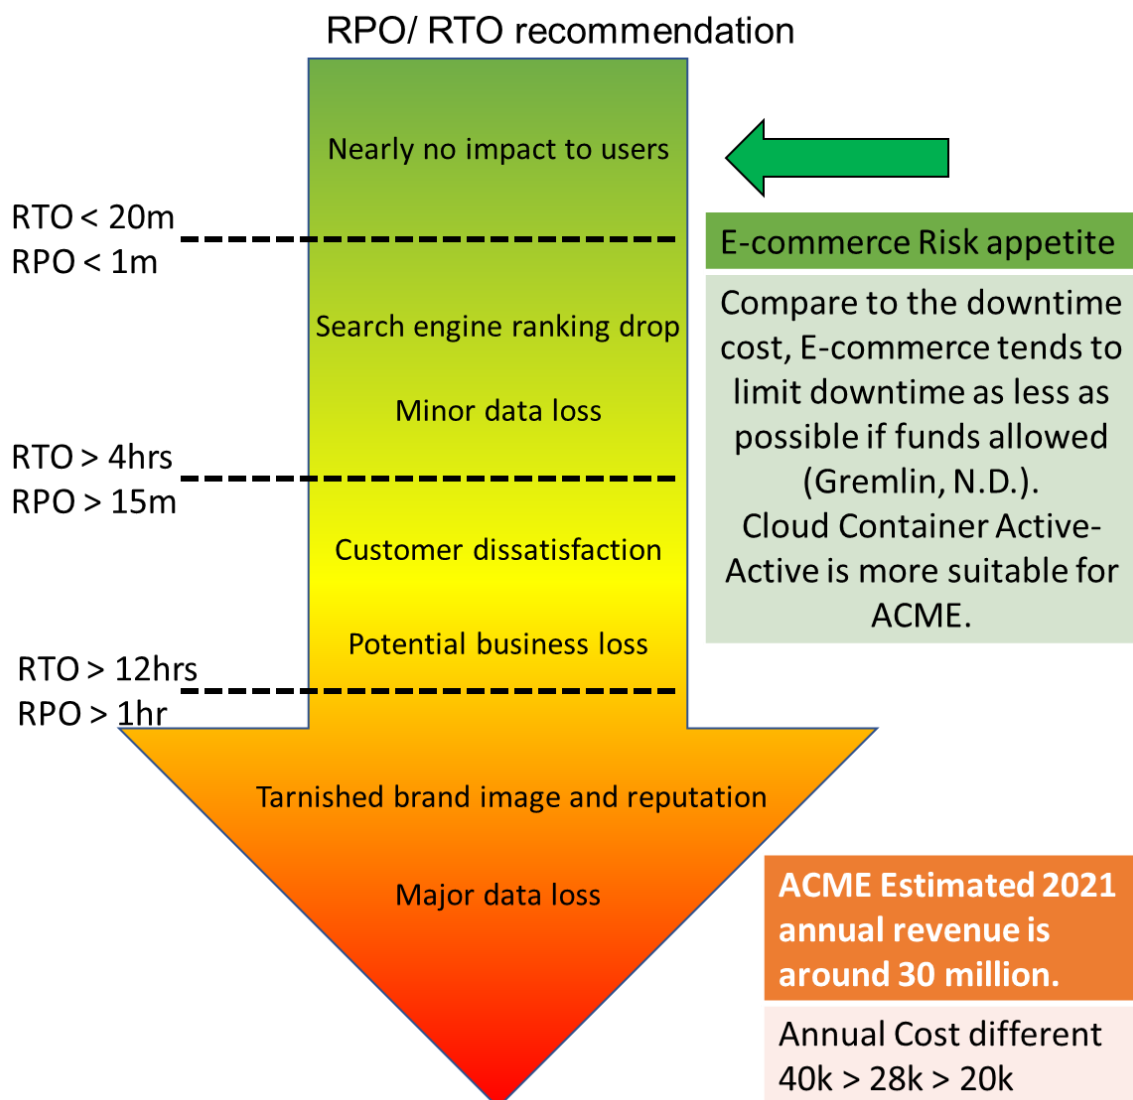 RPO/ RTO recommendation
Nearly no impact to users
RTO < 20m
RPO < 1m
E-commerce Risk appetite
Compare to the downtime
cost, E-commerce tends to
limit downtime as less as
possible if funds allowed
(Gremlin, N.D.).
Cloud Container Active-
Active is more suitable for
ACME.
Search engine ranking drop
Minor data loss
RTO > 4hrs
RPO > 15m
Customer dissatisfaction
Potential business loss
RTO > 12hrs
RPO > 1hr
Tarnished brand image and reputation
Major data loss
ACME Estimated 2021
annual revenue is
around 30 million.
Annual Cost different
40k > 28k > 20k